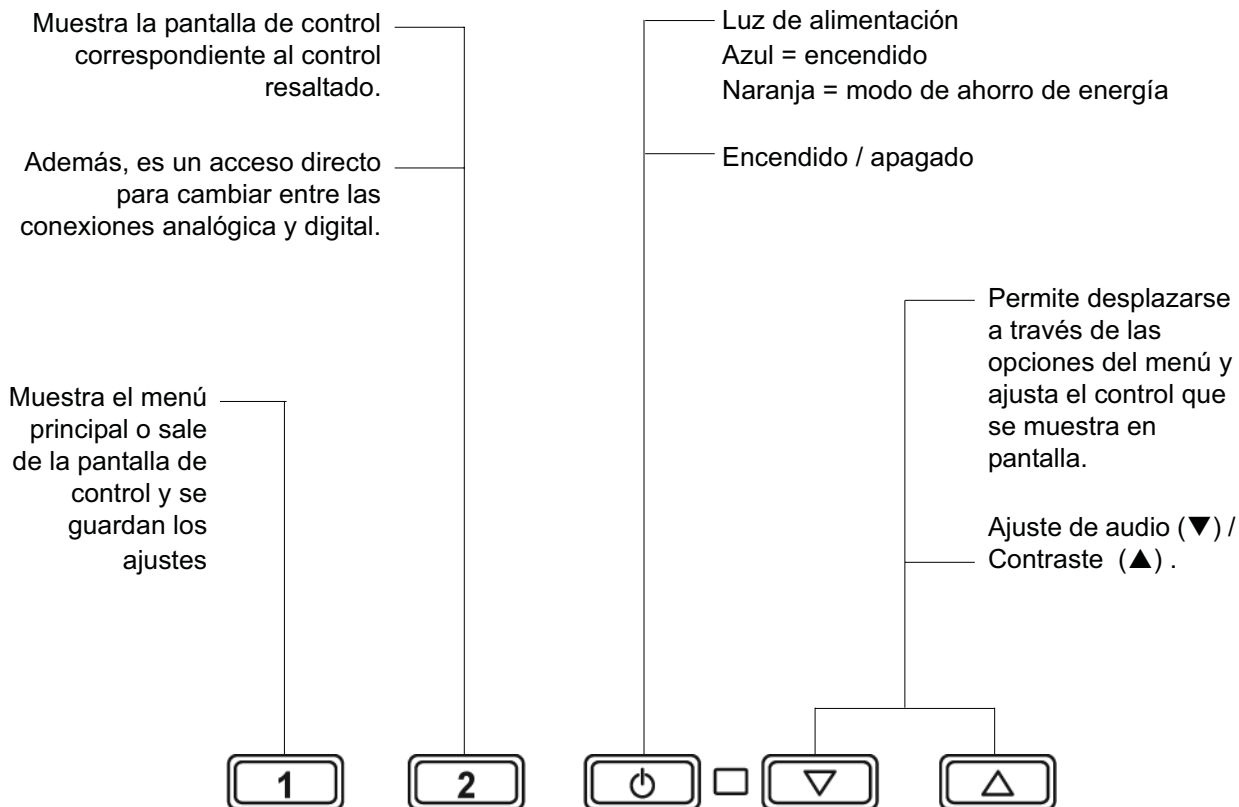 Muestra la pantalla de control
correspondiente al control
resaltado.
Además, es un acceso directo
para cambiar entre las
conexiones analógica y digital.
Muestra el menú
principal o sale
de la pantalla de
control y se
guardan los
ajustes
Luz de alimentación
Azul = encendido
Naranja = modo de ahorro de energía
Encendido / apagado
Permite desplazarse
a través de las
opciones del menú y
ajusta el control que
se muestra en
pantalla.
Ajuste de audio (▼) /
Contraste (▲) .
1
2